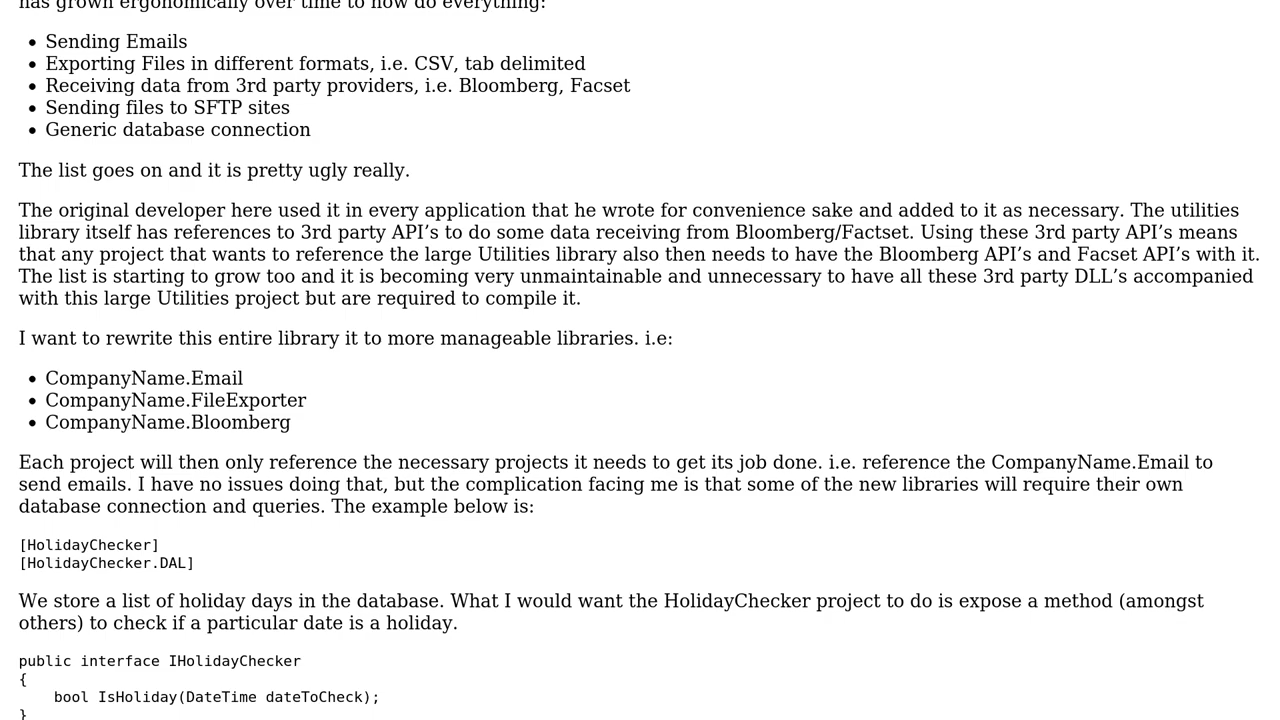 has grown ergonomically over time to now do everything:
• Sending Emails
• Exporting Files in different formats, i.e. CSV, tab delimited
• Receiving data from 3rd party providers, i.e. Bloomberg, Facset
• Sending files to SFTP sites
• Generic database connection
The list goes on and it is pretty ugly really.
The original developer here used it in every application that he wrote for convenience sake and added to it as necessary. The utilities
library itself has references to 3rd party API’s to do some data receiving from Bloomberg/Factset. Using these 3rd party API’s means
that any project that wants to reference the large Utilities library also then needs to have the Bloomberg API’s and Facset API’s with it.
The list is starting to grow too and it is becoming very unmaintainable and unnecessary to have all these 3rd party DLL’s accompanied
with this large Utilities project but are required to compile it.
I want to rewrite this entire library it to more manageable libraries. i.e:
• CompanyName.Email
• CompanyName.FileExporter
• CompanyName.Bloomberg
Each project will then only reference the necessary projects it needs to get its job done. i.e. reference the CompanyName.Email to
send emails. I have no issues doing that, but the complication facing me is that some of the new libraries will require their own
database connection and queries. The example below is:
[HolidayChecker]
[HolidayChecker.DAL]
We store a list of holiday days in the database. What I would want the HolidayChecker project to do is expose a method (amongst
others) to check if a particular date is a holiday.
public interface IHolidayChecker
{
    bool IsHoliday(DateTime dateToCheck);
}